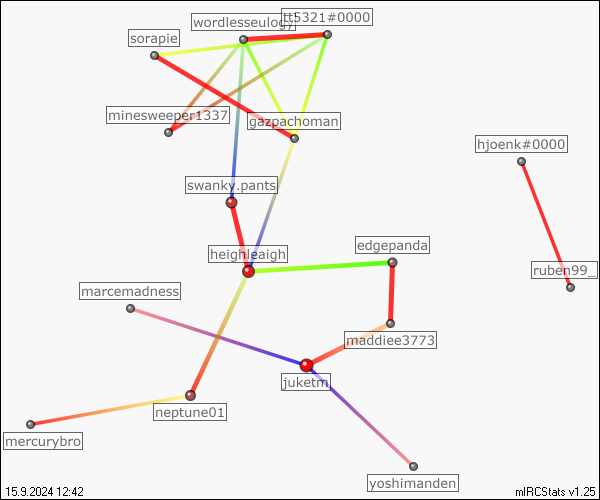 wordlesseulogy
tt5321#0000
sorapie
minesweeper1337
gazpachoman
hjoenk#0000
swanky.pants
edgepanda
heighleaigh
ruben99_
marcemadness
maddiee3773
juketm
neptune01
mercurybro
yoshimanden
15.9.2024 12:42
mIRCStats v1.25